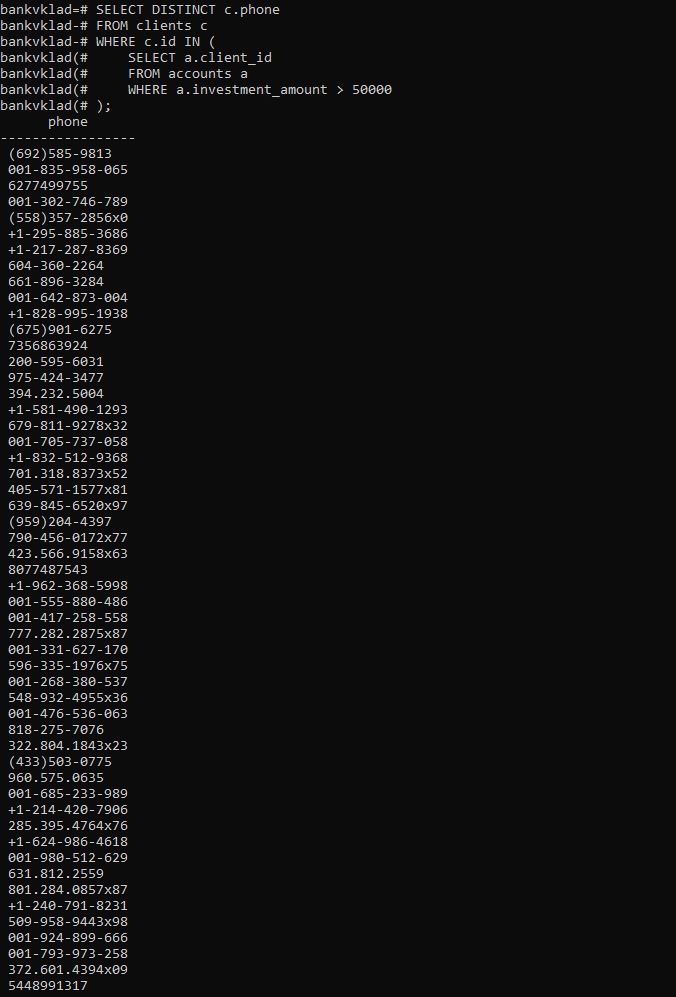 bankvklad=# SELECT DISTINCT c.phone
bankvklad-# FROM clients c
bankvklad-# WHERE c.id IN (
bankvklad(#     SELECT a.client_id
bankvklad(#     FROM accounts a
bankvklad(#     WHERE a.investment_amount > 50000
bankvklad(# );
      phone
-----------------
 (692)585-9813
 001-835-958-065
 6277499755
 001-302-746-789
 (558)357-2856x0
 +1-295-885-3686
 +1-217-287-8369
 604-360-2264
 661-896-3284
 001-642-873-004
 +1-828-995-1938
 (675)901-6275
 7356863924
 200-595-6031
 975-424-3477
 394.232.5004
 +1-581-490-1293
 679-811-9278x32
 001-705-737-058
 +1-832-512-9368
 701.318.8373x52
 405-571-1577x81
 639-845-6520x97
 (959)204-4397
 790-456-0172x77
 423.566.9158x63
 8077487543
 +1-962-368-5998
 001-555-880-486
 001-417-258-558
 777.282.2875x87
 001-331-627-170
 596-335-1976x75
 001-268-380-537
 548-932-4955x36
 001-476-536-063
 818-275-7076
 322.804.1843x23
 (433)503-0775
 960.575.0635
 001-685-233-989
 +1-214-420-7906
 285.395.4764x76
 +1-624-986-4618
 001-980-512-629
 631.812.2559
 801.284.0857x87
 +1-240-791-8231
 509-958-9443x98
 001-924-899-666
 001-793-973-258
 372.601.4394x09
 5448991317